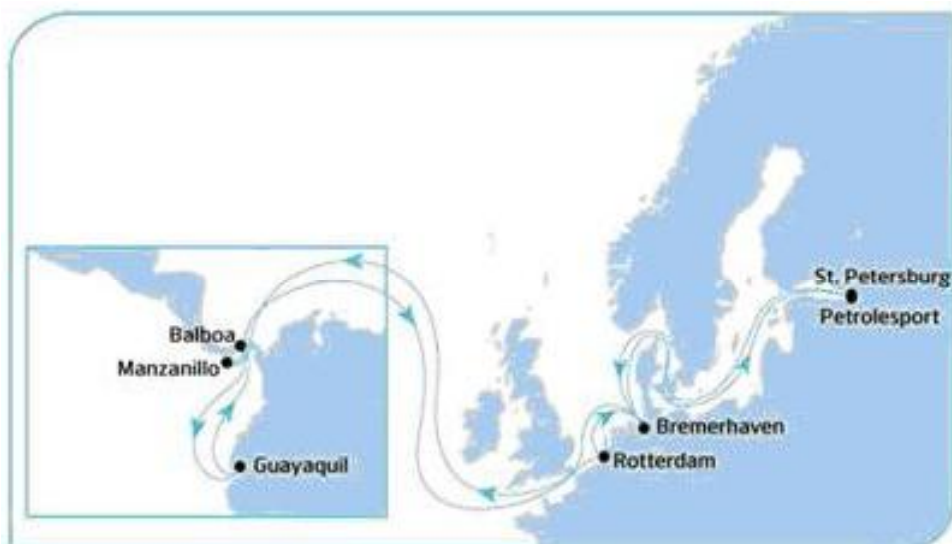 St. Petersburg
Petrolesport
Balboa
Manzanillo
Bremerhaven
Rotterdam
Guayaquil